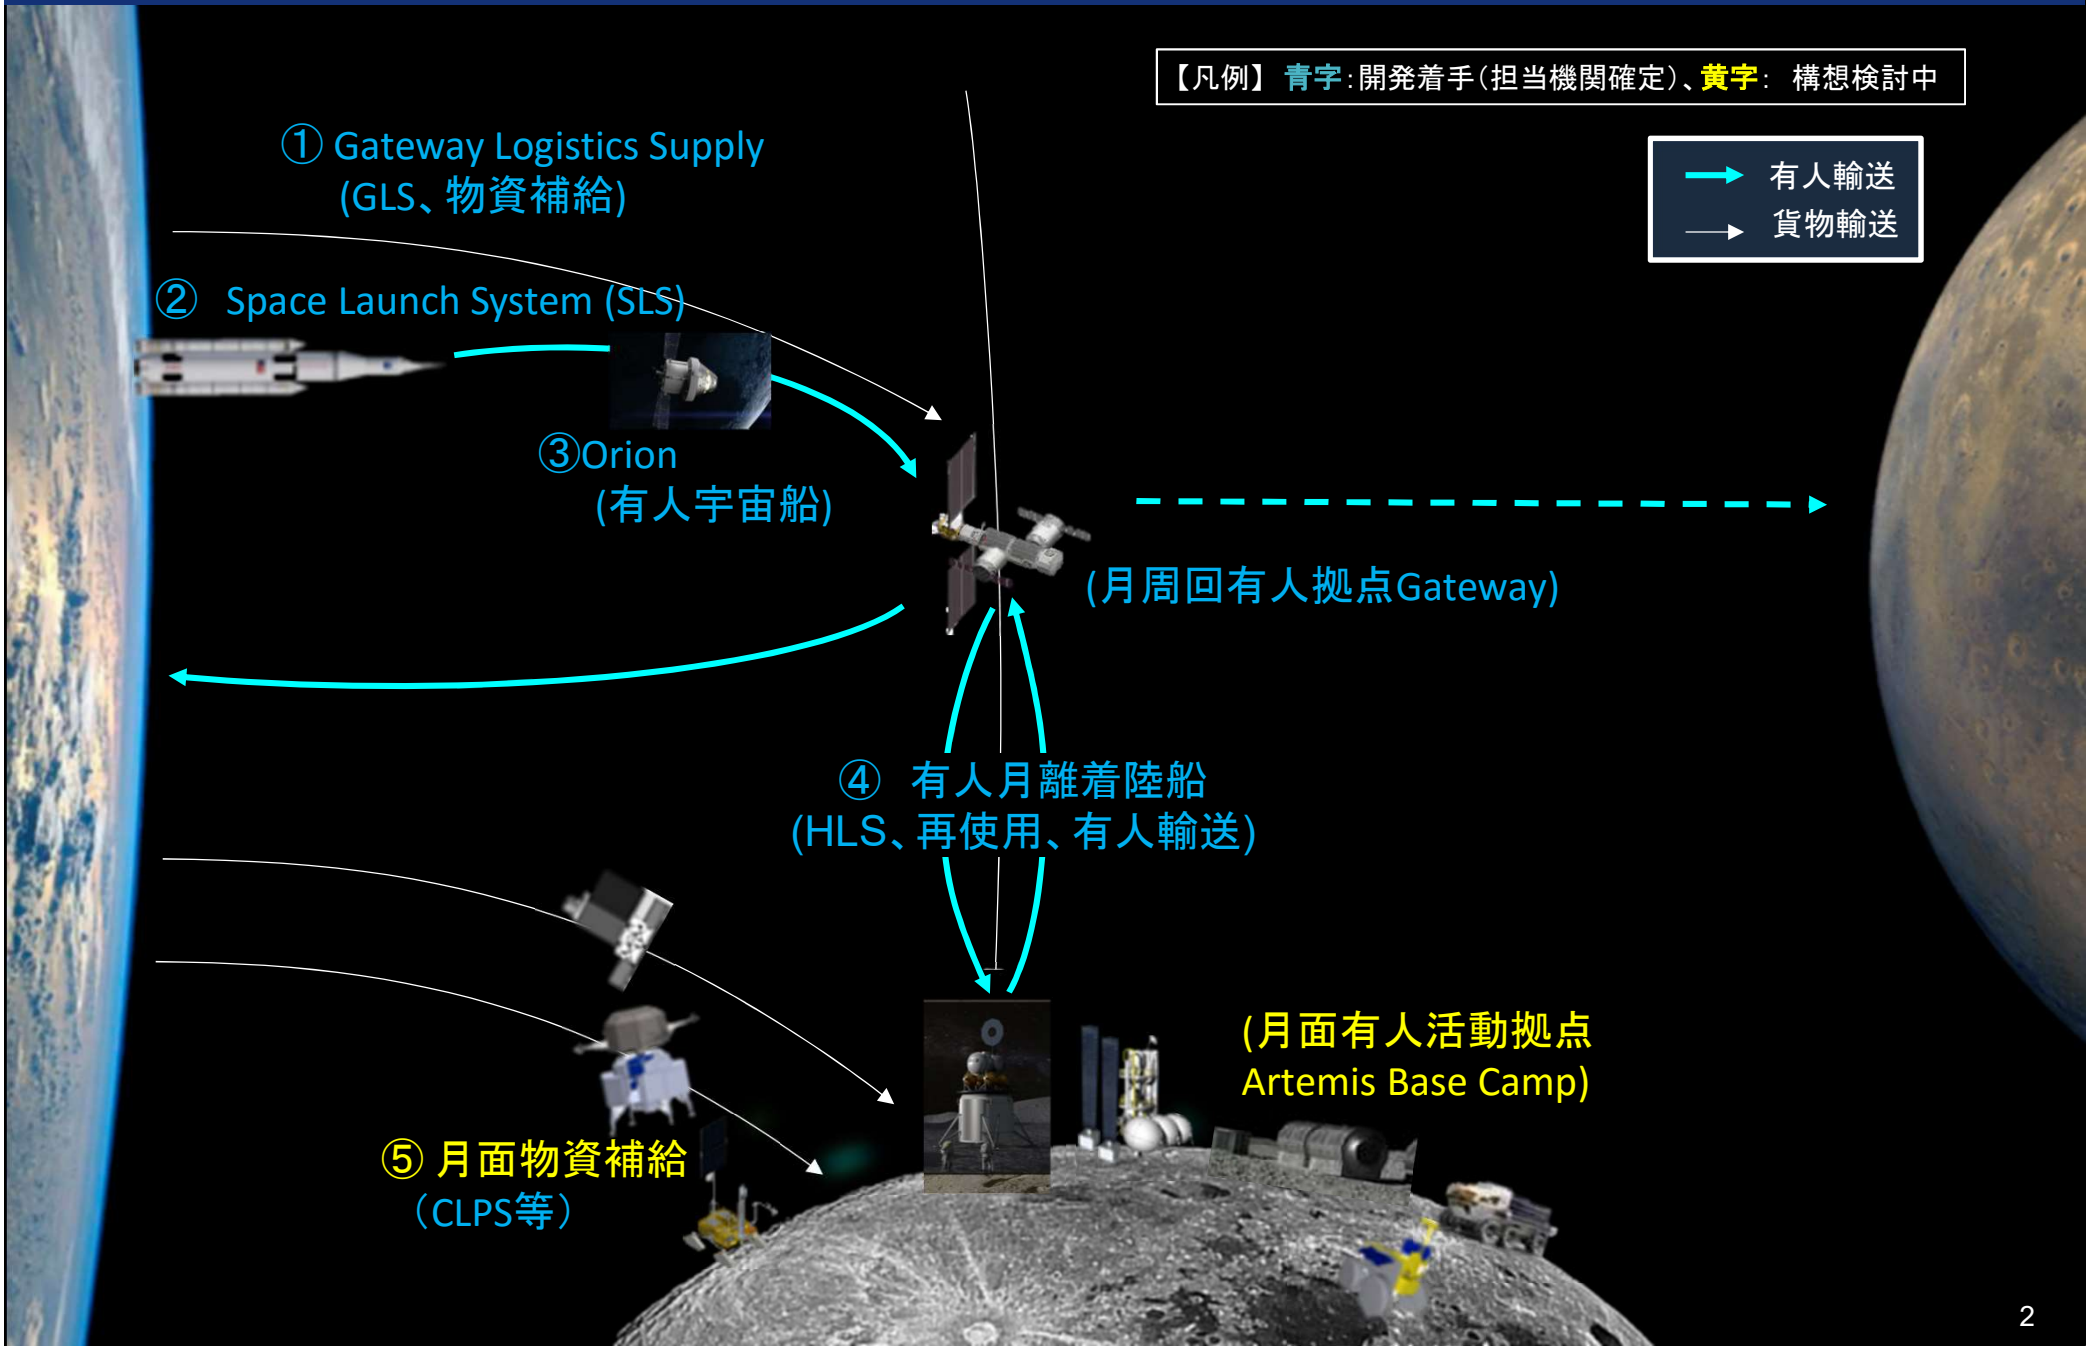 【凡例】 青字：開発着手（担当機関確定）、黄字： 構想検討中
有人輸送
貨物輸送
① Gateway Logistics Supply
(GLS、物資補給)
② Space Launch System (SLS)
③Orion
(有人宇宙船)
(月周回有人拠点Gateway)
④ 有人月離着陸船
(HLS、再使用、有人輸送)
(月面有人活動拠点
Artemis Base Camp)
⑤ 月面物資補給
（CLPS等）
2